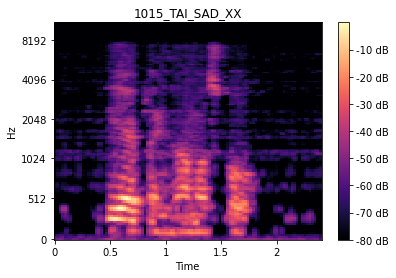 1015_TAI_SAD_XX
8192
4096
2048
1024
512
0
Hz
0
0.5
1
1.5
2
Time
-10 dB
-20 dB
-30 dB
-40 dB
-50 dB
-60 dB
-70 dB
-80 dB